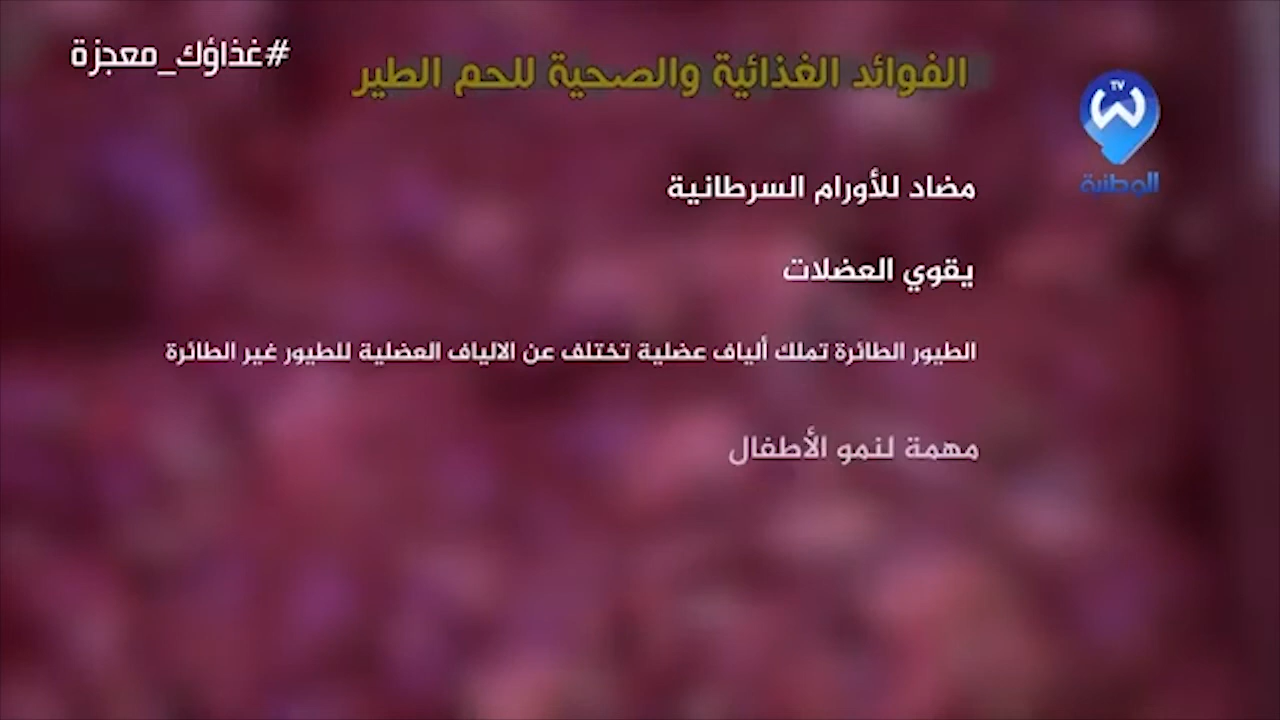 #غذاؤك_معجزة
الفوائد الغذائية والصحية للحم الطير
TV
الوطنية
مضاد للأورام السرطانية
يقوي العضلات
الطيور الطائرة تملك ألياف عضلية تختلف عن الالياف العضلية للطيور غير الطائرة
مهمة لنمو الأطفال